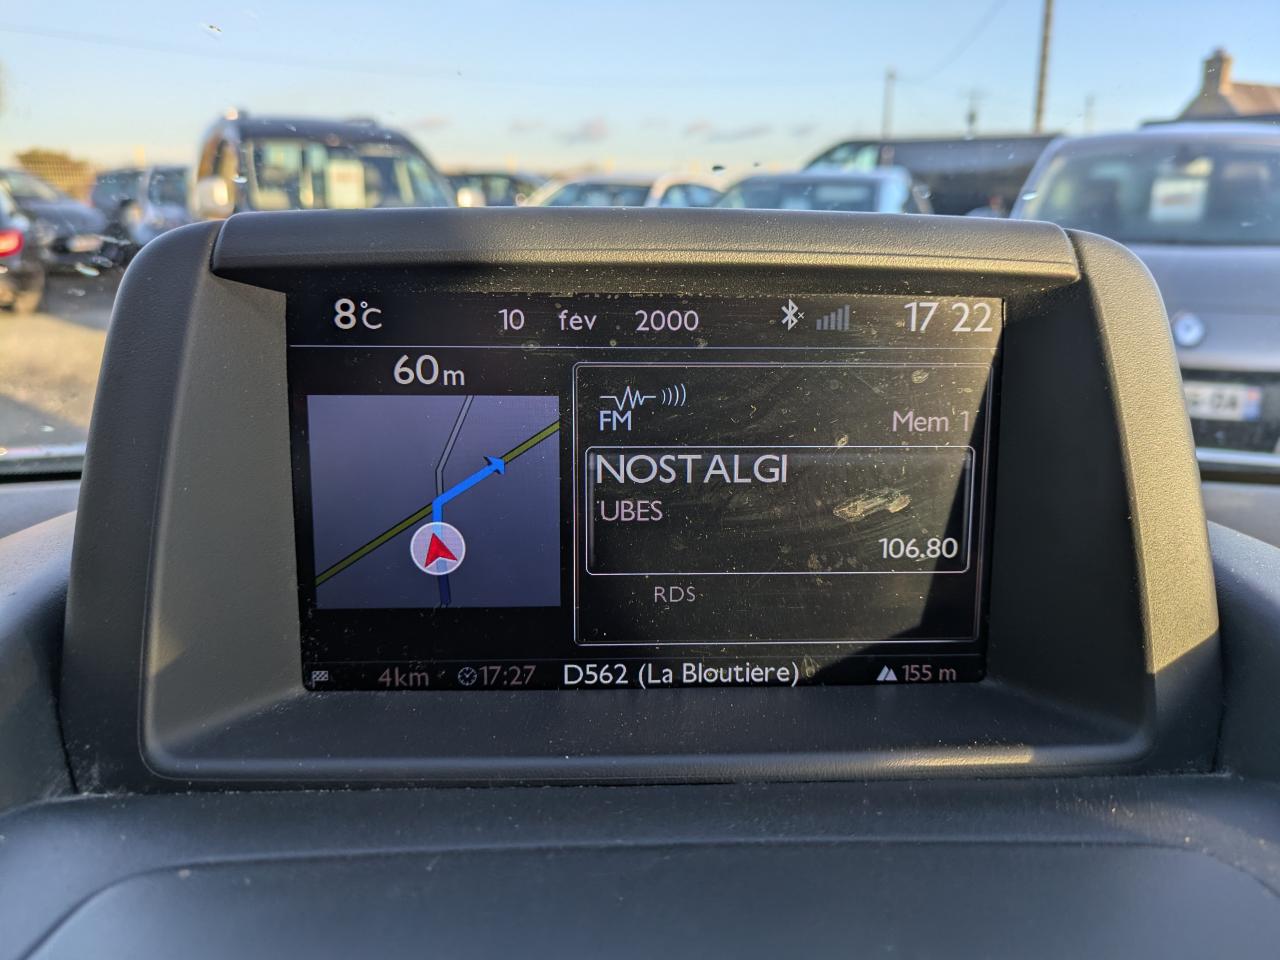 8°C 10 fév 2000 17 22
60m
FM Mem 1
NOSTALGI
UBES
106.80
RDS
4km 17:27 D562 (La Bloutière) 155 m